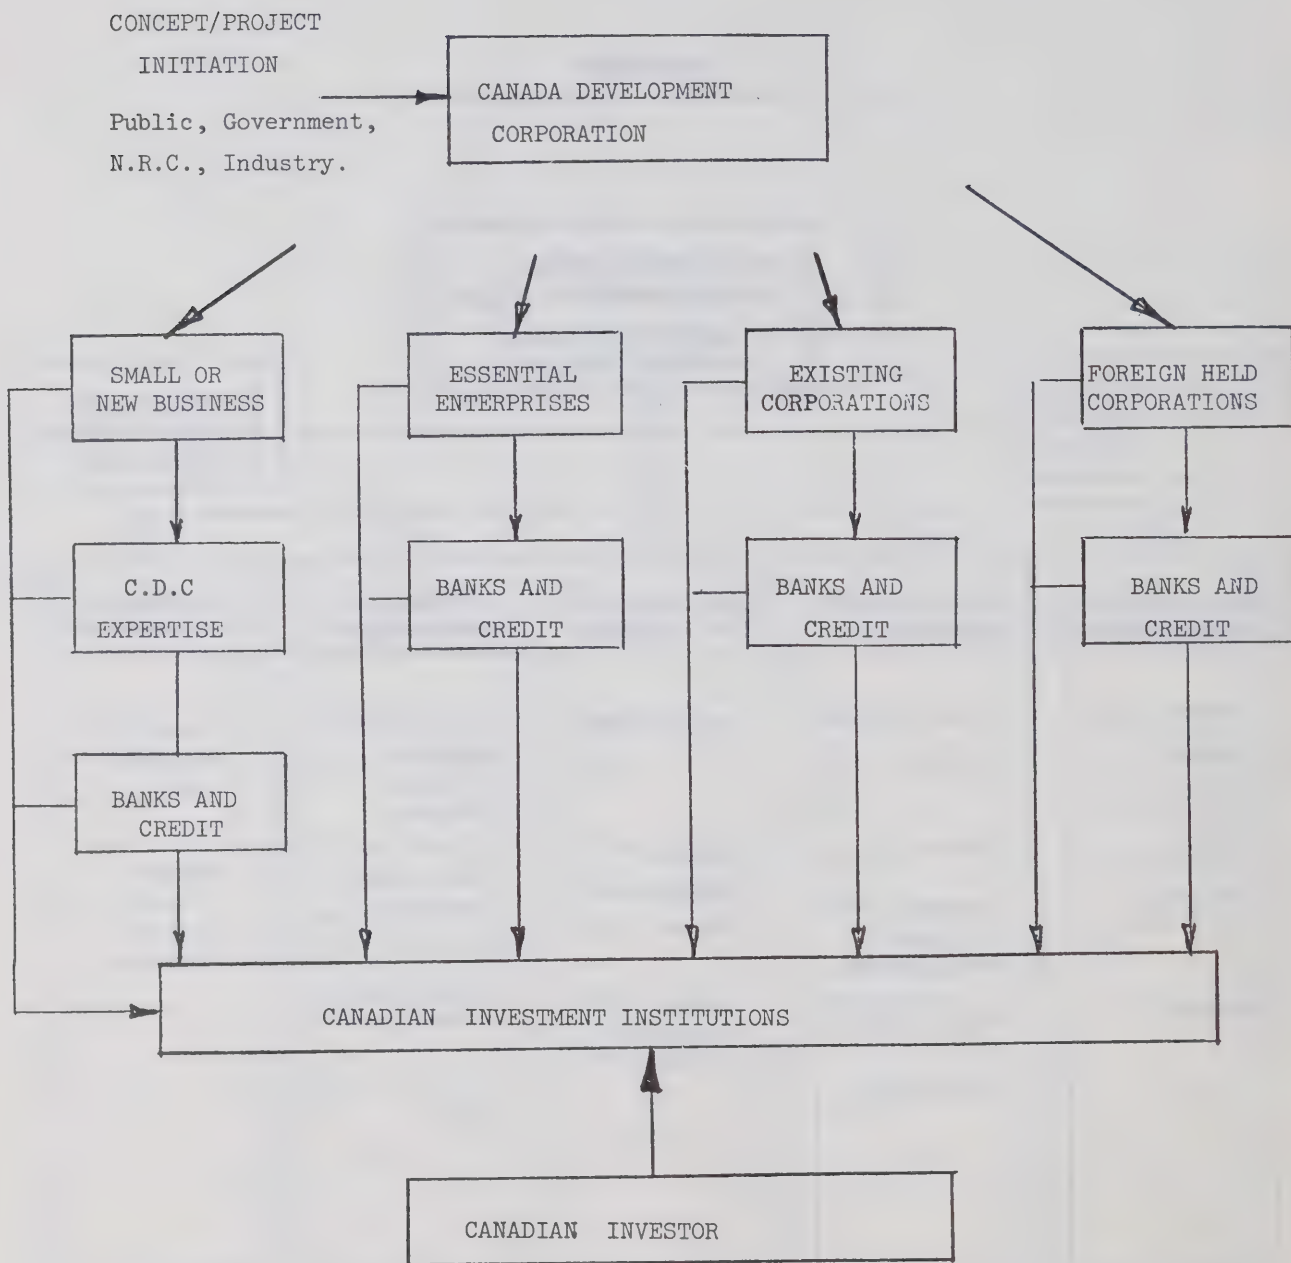 CONCEPT/PROJECT
INITIATION
Public, Government,
N.R.C., Industry.
CANADA DEVELOPMENT
CORPORATION
SMALL OR
NEW BUSINESS
ESSENTIAL
ENTERPRISES
EXISTING
CORPORATIONS
FOREIGN HELD
CORPORATIONS
C.D.C
EXPERTISE
BANKS AND
CREDIT
BANKS AND
CREDIT
BANKS AND
CREDIT
BANKS AND
CREDIT
CANADIAN INVESTMENT INSTITUTIONS
CANADIAN INVESTOR